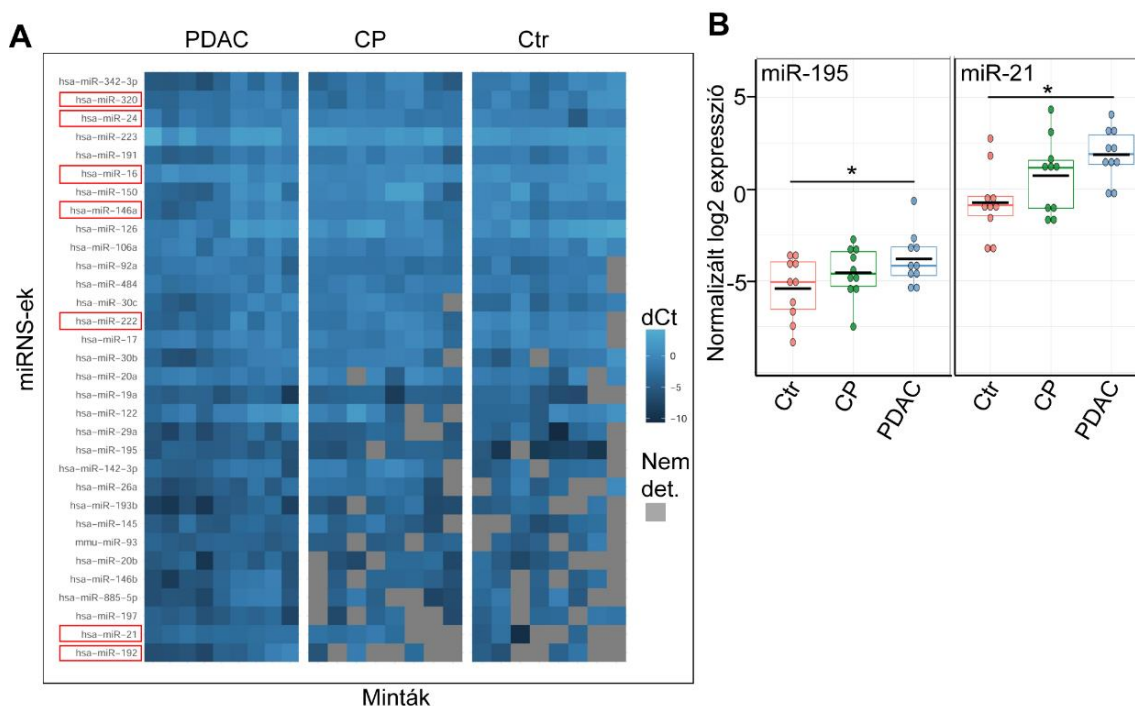 A
PDAC CP Ctr
hsa-miR-342-3p
hsa-miR-320
hsa-miR-24
hsa-miR-223
hsa-miR-191
hsa-miR-16
hsa-miR-150
hsa-miR-146a
hsa-miR-126
hsa-miR-106a
hsa-miR-92a
hsa-miR-484
hsa-miR-30c
hsa-miR-222
hsa-miR-17
hsa-miR-30b
hsa-miR-20a
hsa-miR-19a
hsa-miR-122
hsa-miR-29a
hsa-miR-195
hsa-miR-142-3p
hsa-miR-26a
hsa-miR-193b
hsa-miR-145
mmu-miR-93
hsa-miR-20b
hsa-miR-146b
hsa-miR-885-5p
hsa-miR-197
hsa-miR-21
hsa-miR-192
miRNS-ek
Minták
dCt
0
-5
-10
Nem
det.
B
miR-195 miR-21
* *
Normalizált log2 expresszió
5
0
-5
Ctr CP PDAC Ctr CP PDAC